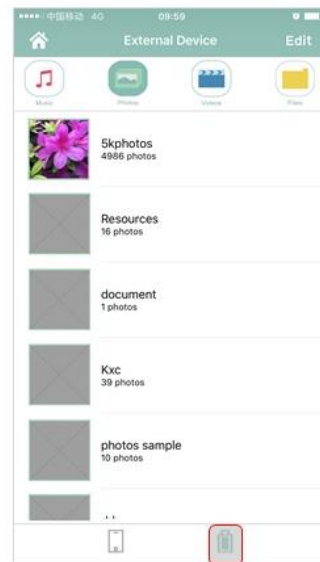 中国移动 4G 09:59
External Device Edit
Music Photos Videos Files
5kphotos
4986 photos
Resources
16 photos
document
1 photos
Kxc
39 photos
photos sample
10 photos